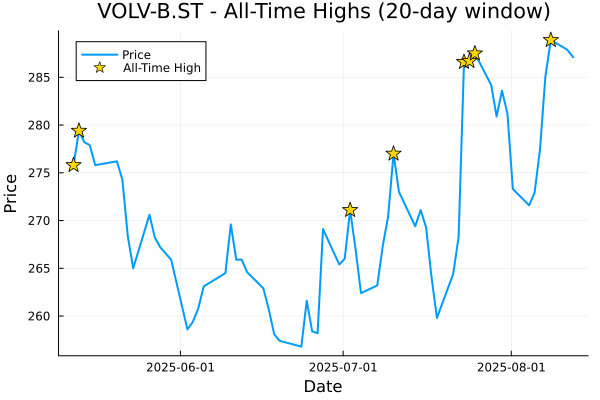 VOLV-B.ST - All-Time Highs (20-day window)
Price
All-Time High
Price
285
280
275
270
265
260
2025-06-01
2025-07-01
2025-08-01
Date